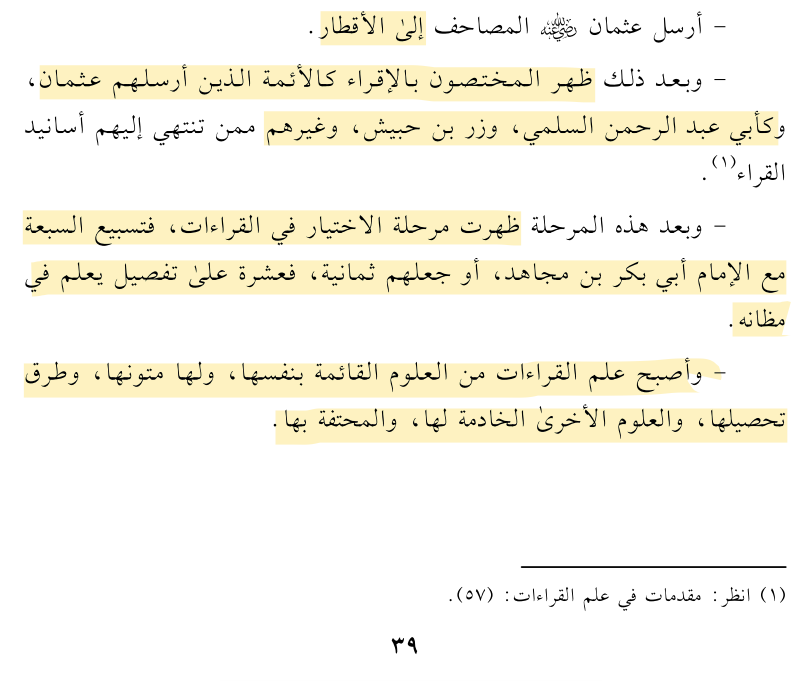 – أرسل عثمان رضي الله عنه المصاحف إلىٰ الأقطار.
– وبعد ذلك ظهر المختصون بالإقراء كالأئمة الذين أرسلهم عثمان،
وكأبي عبد الرحمن السلمي، وزر بن حبيش، وغيرهم ممن تنتهي إليهم أسانيد
القراء(١).
– وبعد هذه المرحلة ظهرت مرحلة الاختيار في القراءات، فتسبيع السبعة
مع الإمام أبي بكر بن مجاهد، أو جعلهم ثمانية، فعشرة علىٰ تفصيل يعلم في
مظانه.
– وأصبح علم القراءات من العلوم القائمة بنفسها، ولها متونها، وطرق
تحصيلها، والعلوم الأخرىٰ الخادمة لها، والمحتفة بها.
(١) انظر: مقدمات في علم القراءات: (٥٧).
٣٩